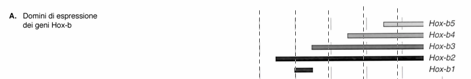 A. Domini di espressione
dei geni Hox-b
Hox-b5
Hox-b4
Hox-b3
Hox-b2
Hox-b1